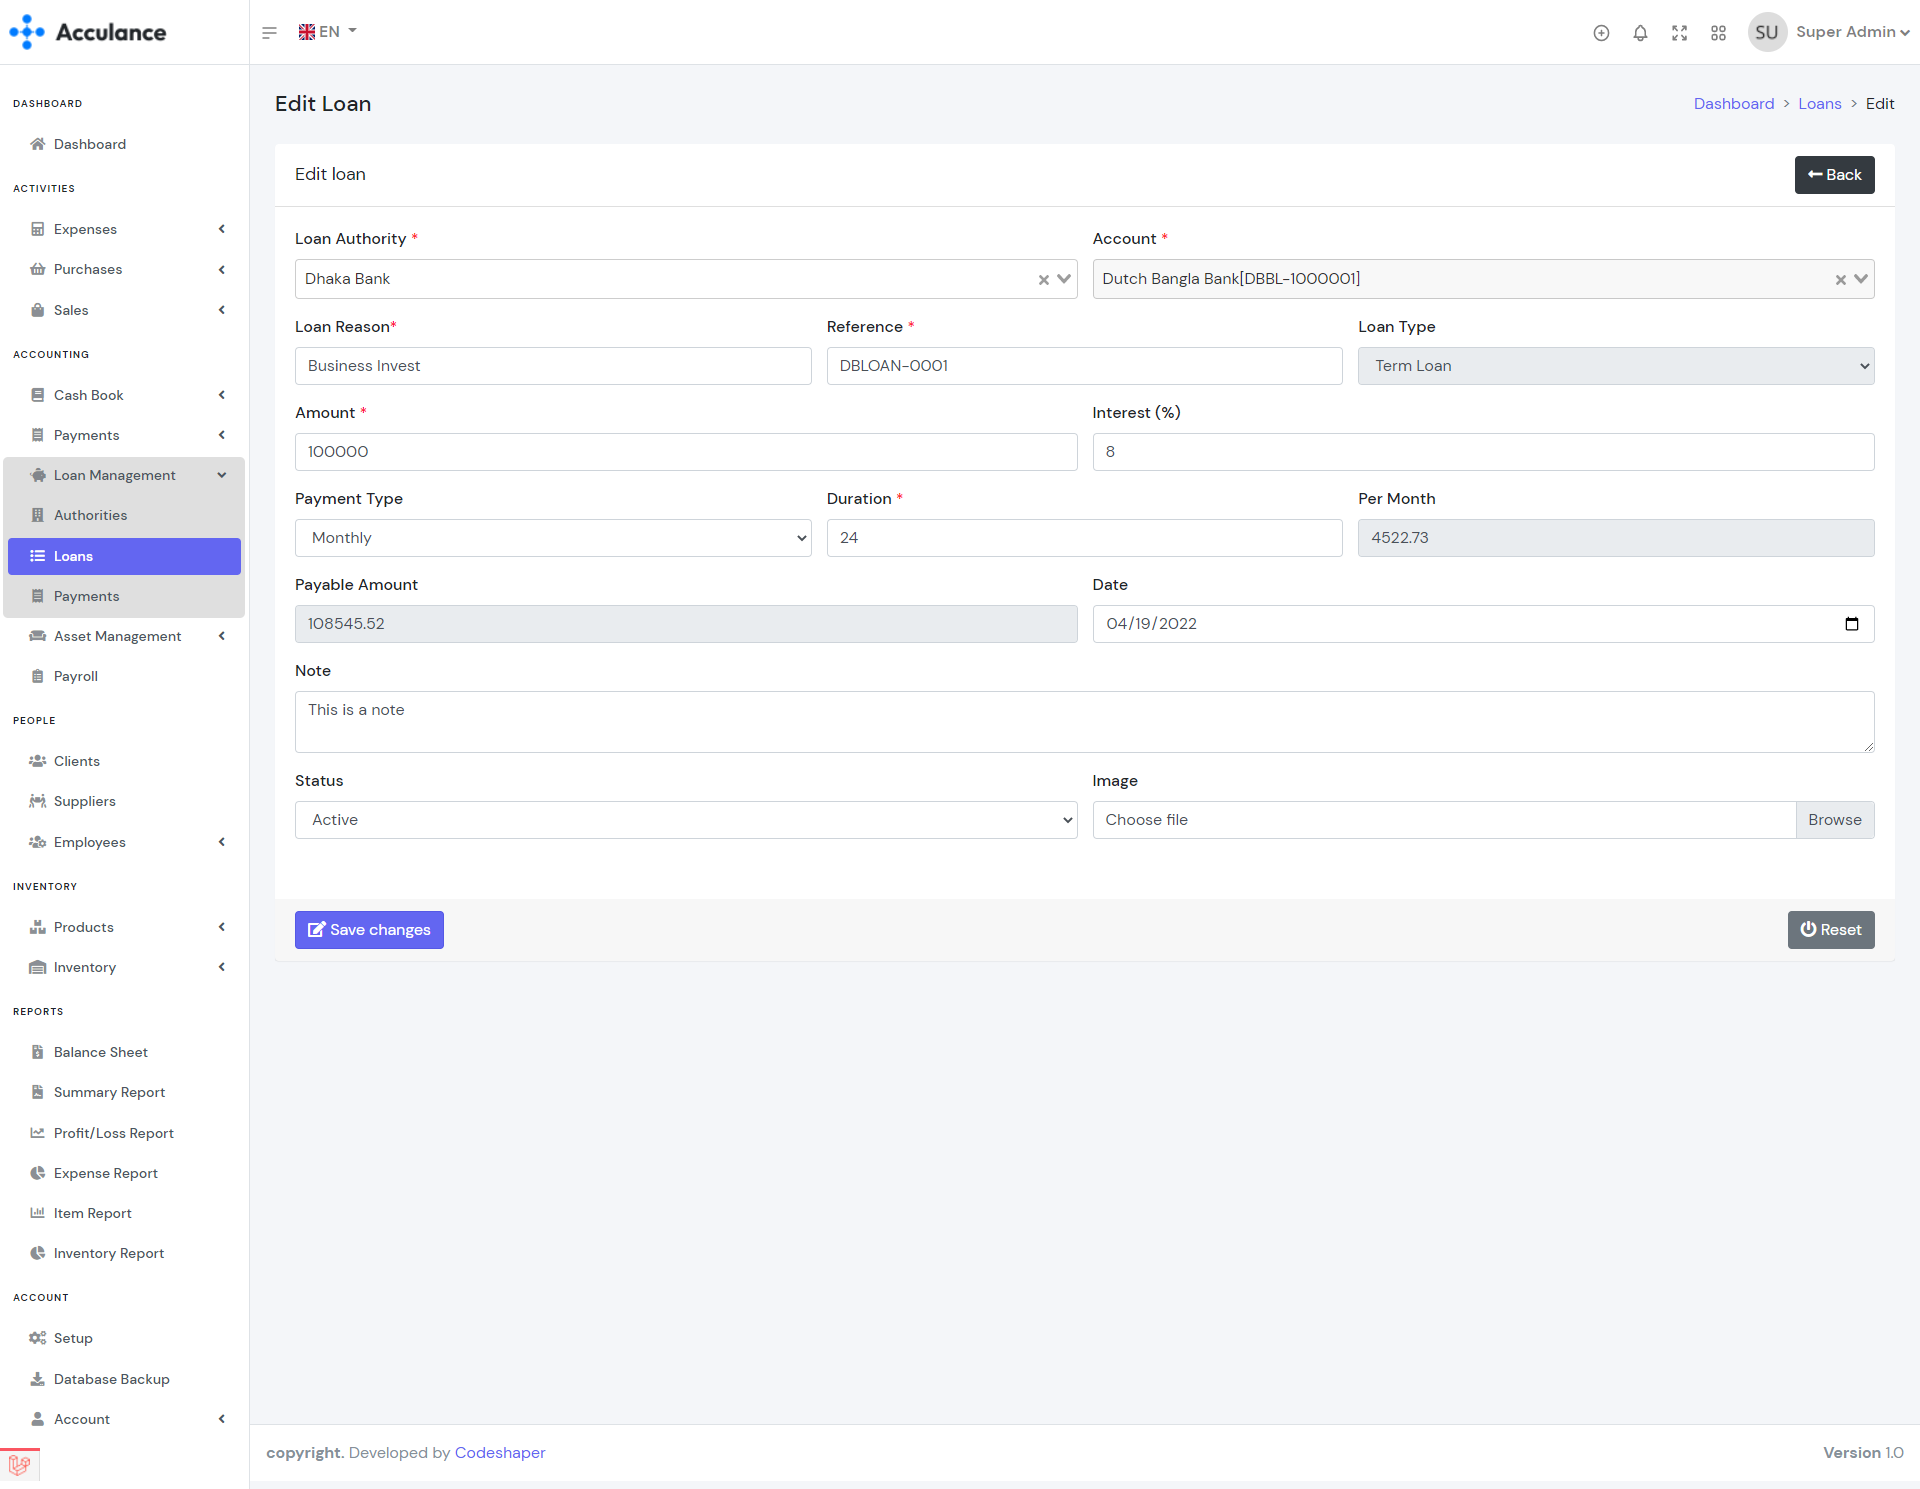 Acculance
EN
SU Super Admin
DASHBOARD
Dashboard
ACTIVITIES
Expenses
Purchases
Sales
ACCOUNTING
Cash Book
Payments
Loan Management
Authorities
Loans
Payments
Asset Management
Payroll
PEOPLE
Clients
Suppliers
Employees
INVENTORY
Products
Inventory
REPORTS
Balance Sheet
Summary Report
Profit/Loss Report
Expense Report
Item Report
Inventory Report
ACCOUNT
Setup
Database Backup
Account
Edit Loan
Dashboard > Loans > Edit
Edit loan
Back
Loan Authority *
Account *
Dhaka Bank
Dutch Bangla Bank[DBBL-1000001]
Loan Reason*
Reference *
Loan Type
Business Invest
DBLOAN-0001
Term Loan
Amount *
Interest (%)
100000
8
Payment Type
Duration *
Per Month
Monthly
24
4522.73
Payable Amount
Date
108545.52
04/19/2022
Note
This is a note
Status
Image
Active
Choose file
Browse
Save changes
Reset
copyright. Developed by Codeshaper
Version 1.0